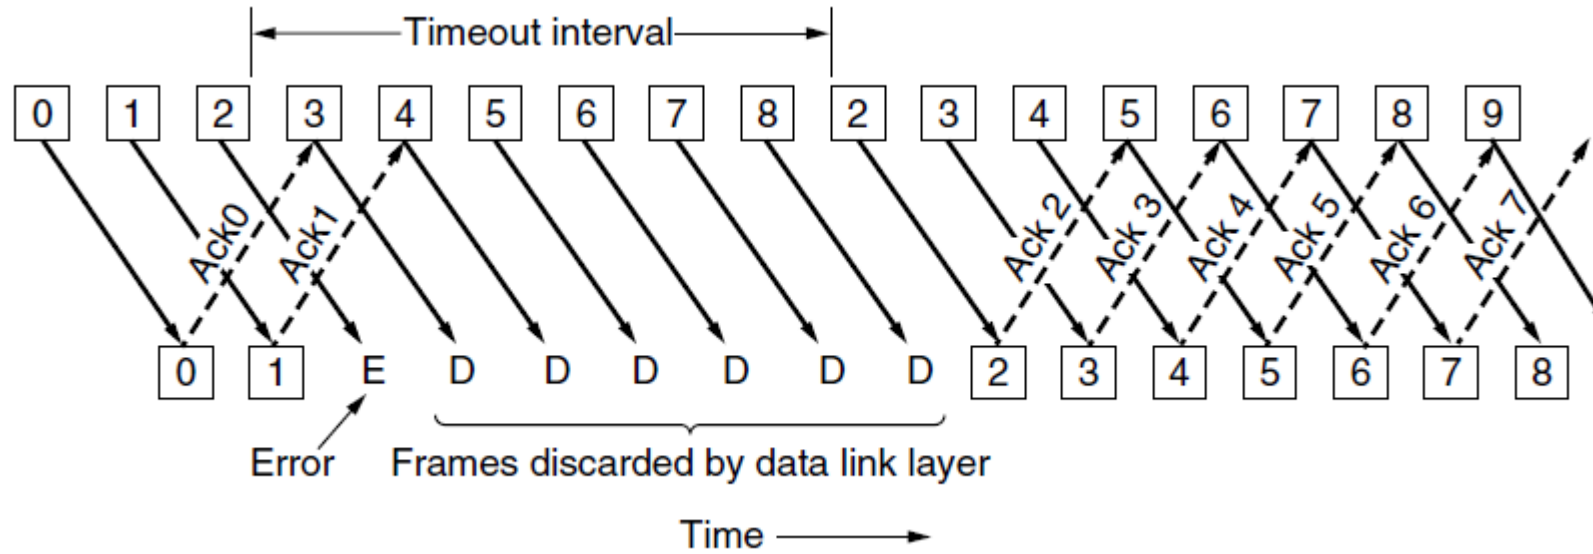 Timeout interval
0 1 2 3 4 5 6 7 8 2 3 4 5 6 7 8 9
Ack0 Ack1 Ack 2 Ack 3 Ack 4 Ack 5 Ack 6 Ack 7
0 1 E D D D D D D 2 3 4 5 6 7 8
Error Frames discarded by data link layer
Time